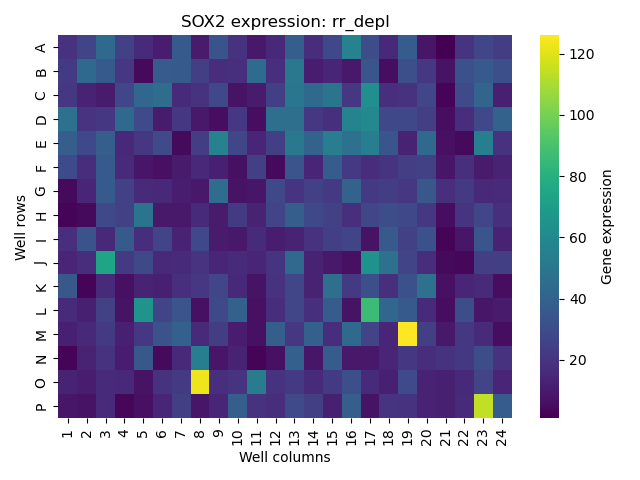 SOX2 expression: rr_depl
A
B
C
D
E
F
G
H
I
J
K
L
M
N
O
P
Well rows
1 2 3 4 5 6 7 8 9 10 11 12 13 14 15 16 17 18 19 20 21 22 23 24
Well columns
120
100
80
60
40
20
Gene expression